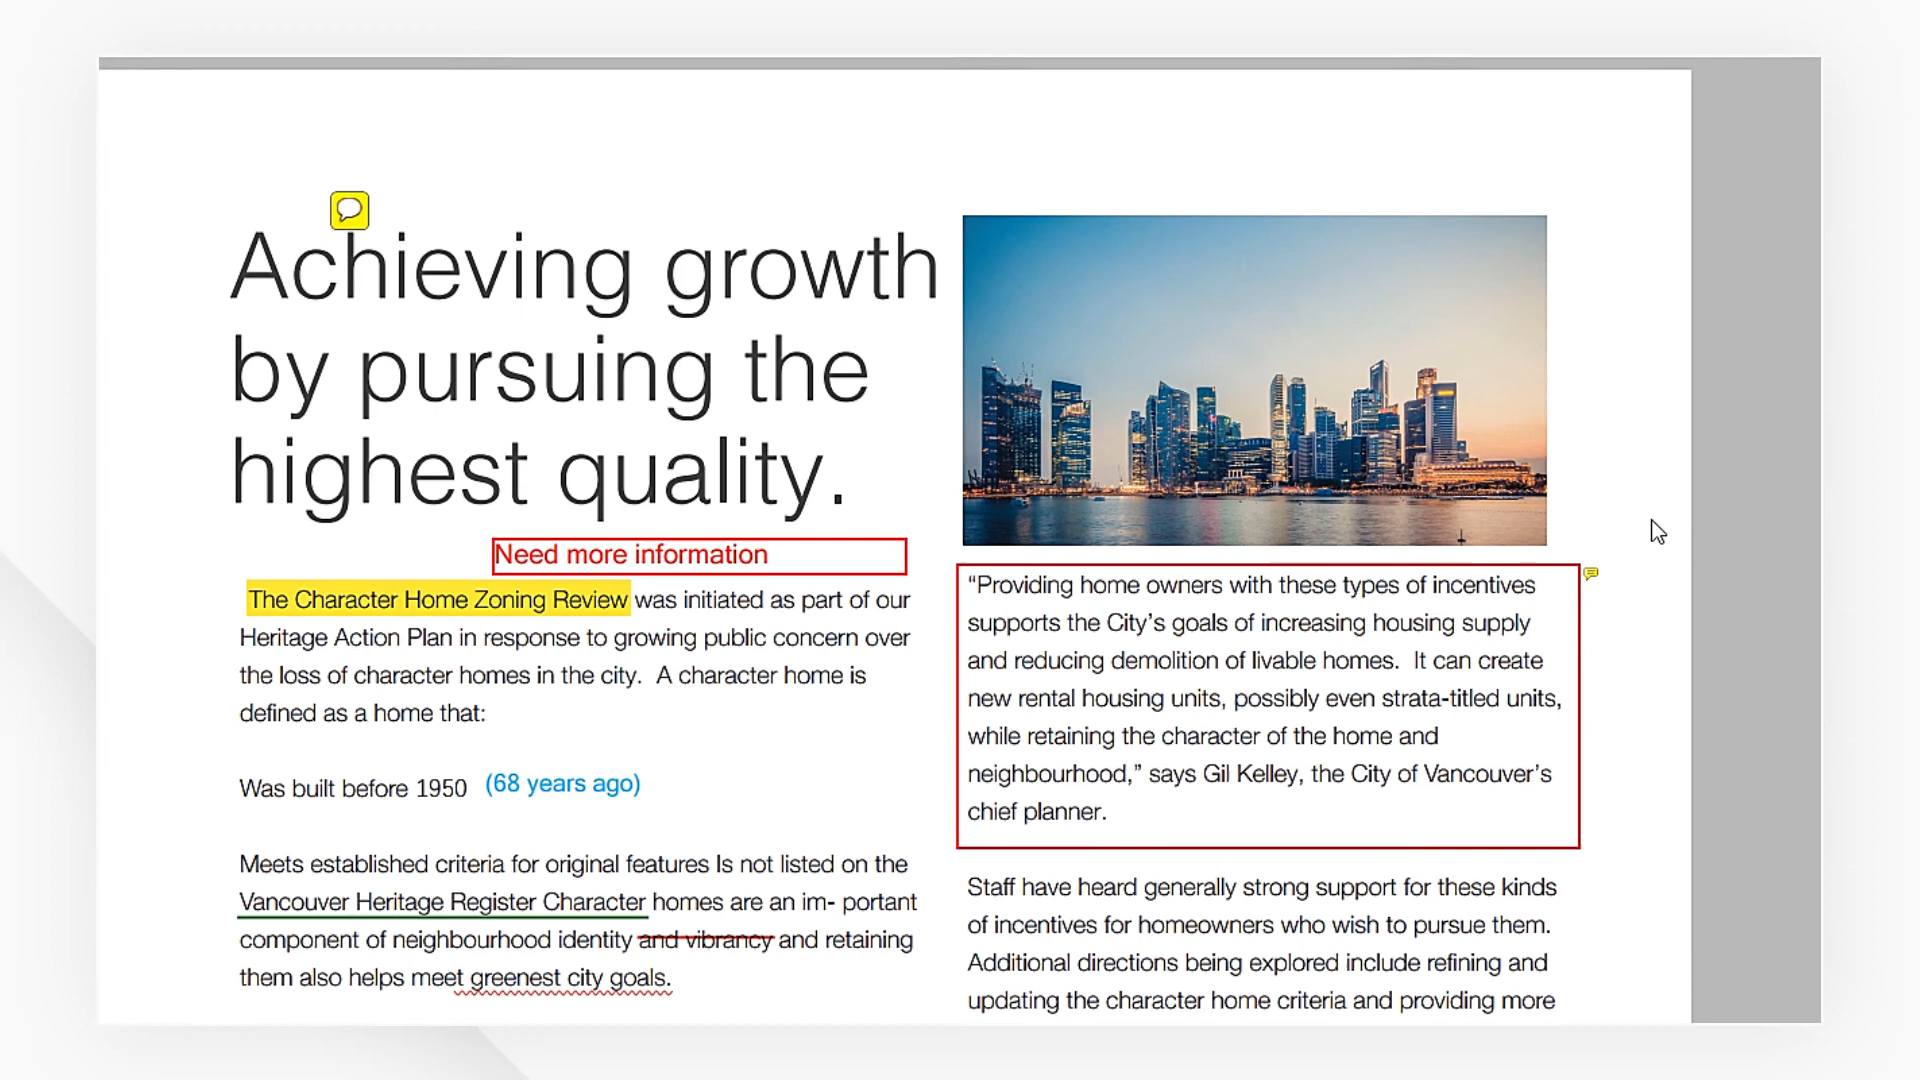 Achieving growth
by pursuing the
highest quality.
Need more information
The Character Home Zoning Review was initiated as part of our
Heritage Action Plan in response to growing public concern over
the loss of character homes in the city.  A character home is
defined as a home that:
Was built before 1950 (68 years ago)
Meets established criteria for original features Is not listed on the
Vancouver Heritage Register Character homes are an im- portant
component of neighbourhood identity and vibrancy and retaining
them also helps meet greenest city goals.
“Providing home owners with these types of incentives
supports the City’s goals of increasing housing supply
and reducing demolition of livable homes.  It can create
new rental housing units, possibly even strata-titled units,
while retaining the character of the home and
neighbourhood,” says Gil Kelley, the City of Vancouver’s
chief planner.
Staff have heard generally strong support for these kinds
of incentives for homeowners who wish to pursue them.
Additional directions being explored include refining and
updating the character home criteria and providing more